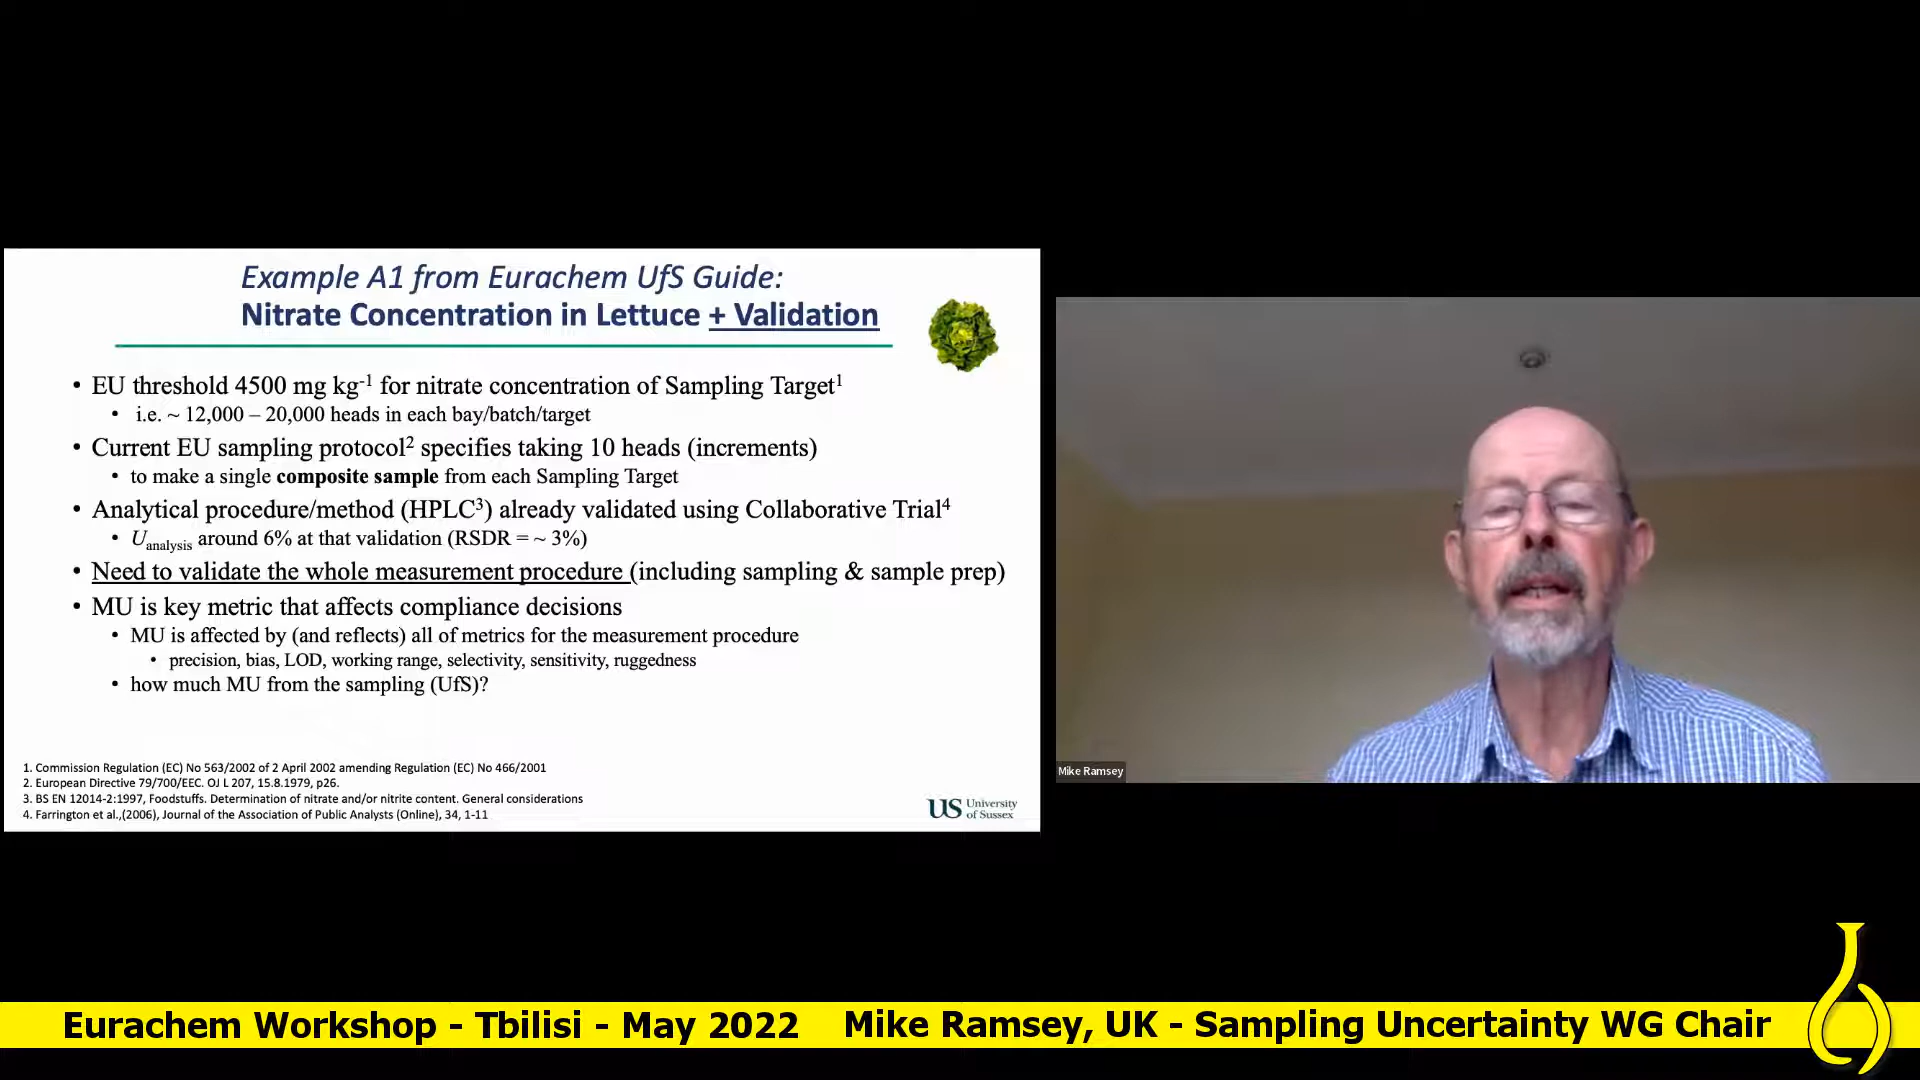 Example A1 from Eurachem UfS Guide:
Nitrate Concentration in Lettuce + Validation
• EU threshold 4500 mg kg-1 for nitrate concentration of Sampling Target1
• i.e. ~ 12,000 – 20,000 heads in each bay/batch/target
• Current EU sampling protocol2 specifies taking 10 heads (increments)
• to make a single composite sample from each Sampling Target
• Analytical procedure/method (HPLC3) already validated using Collaborative Trial4
• Uanalysis around 6% at that validation (RSDR = ~ 3%)
• Need to validate the whole measurement procedure (including sampling & sample prep)
• MU is key metric that affects compliance decisions
• MU is affected by (and reflects) all of metrics for the measurement procedure
• precision, bias, LOD, working range, selectivity, sensitivity, ruggedness
• how much MU from the sampling (UfS)?
1. Commission Regulation (EC) No 563/2002 of 2 April 2002 amending Regulation (EC) No 466/2001
2. European Directive 79/700/EEC. OJ L 207, 15.8.1979, p26.
3. BS EN 12014-2:1997, Foodstuffs. Determination of nitrate and/or nitrite content. General considerations
4. Farrington et al.,(2006), Journal of the Association of Public Analysts (Online), 34, 1-11
US University
of Sussex
Mike Ramsey
Eurachem Workshop - Tbilisi - May 2022 Mike Ramsey, UK - Sampling Uncertainty WG Chair